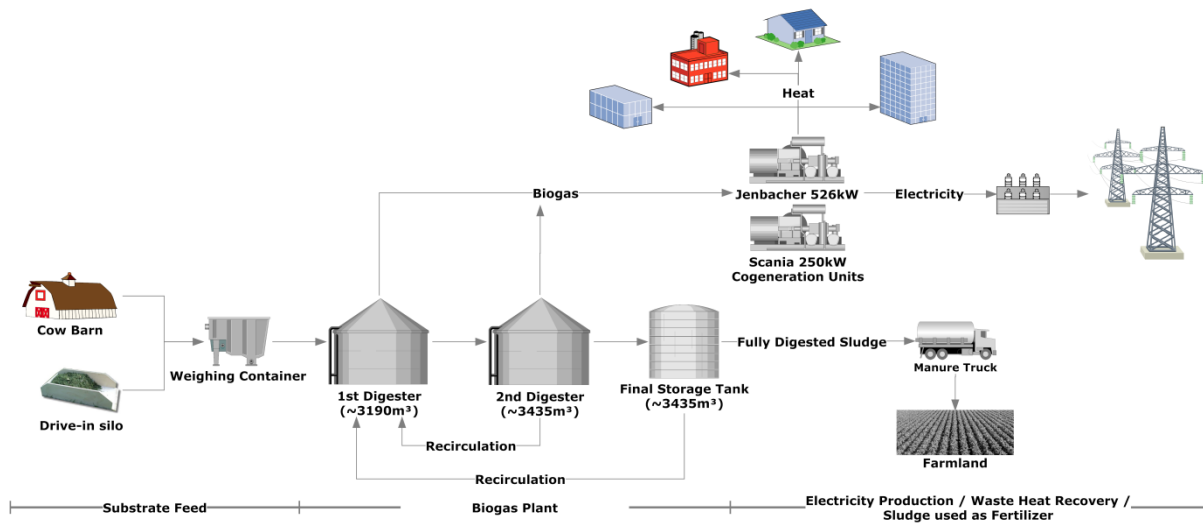 Heat
Biogas
Jenbacher 526kW
Electricity
Scania 250kW
Cogeneration Units
Cow Barn
Weighing Container
Drive-in silo
1st Digester
(~3190m³)
2nd Digester
(~3435m³)
Final Storage Tank
(~3435m³)
Fully Digested Sludge
Manure Truck
Farmland
Recirculation
Recirculation
Substrate Feed
Biogas Plant
Electricity Production / Waste Heat Recovery /
Sludge used as Fertilizer